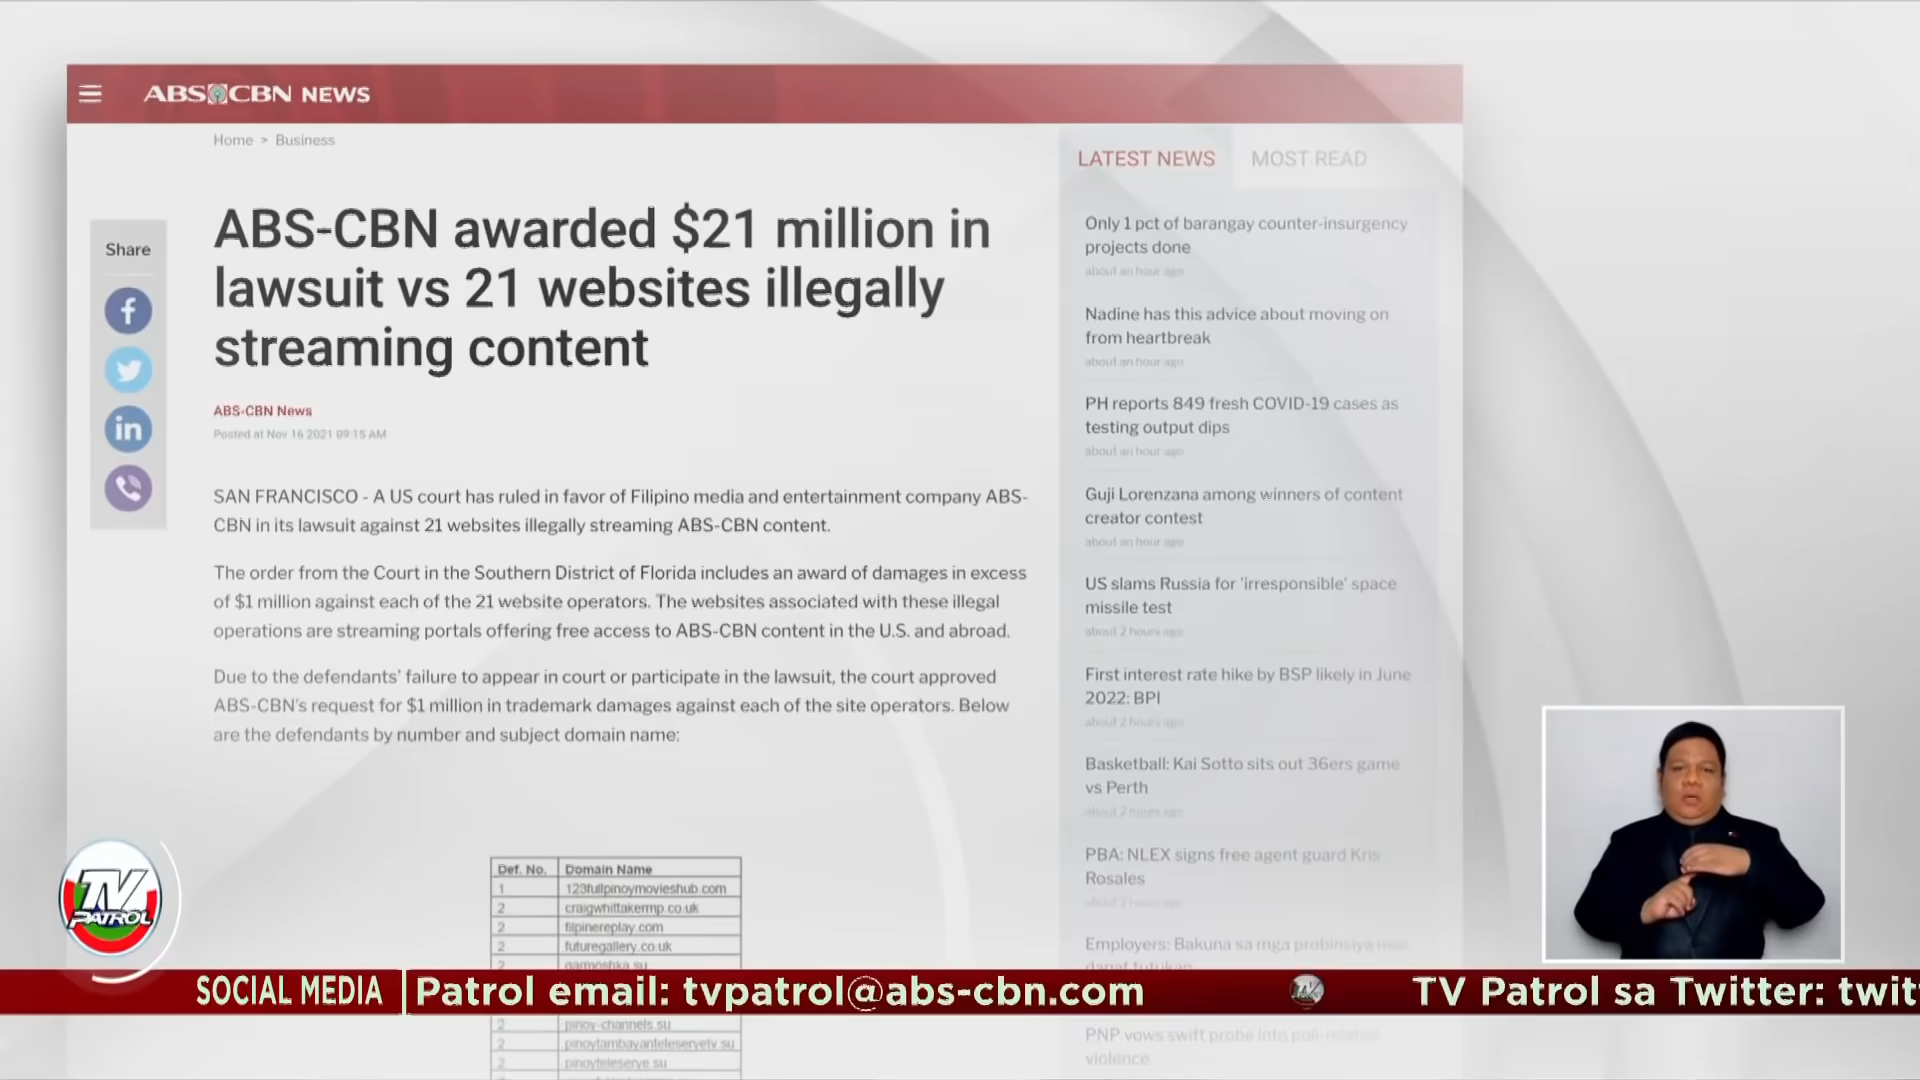 ABS-CBN NEWS
Home > Business
Share
ABS-CBN awarded $21 million in
lawsuit vs 21 websites illegally
streaming content
ABS-CBN News
Posted at Nov 16 2021 09:15 AM
SAN FRANCISCO - A US court has ruled in favor of Filipino media and entertainment company ABS-
CBN in its lawsuit against 21 websites illegally streaming ABS-CBN content.
The order from the Court in the Southern District of Florida includes an award of damages in excess
of $1 million against each of the 21 website operators. The websites associated with these illegal
operations are streaming portals offering free access to ABS-CBN content in the U.S. and abroad.
Due to the defendants' failure to appear in court or participate in the lawsuit, the court approved
ABS-CBN's request for $1 million in trademark damages against each of the site operators. Below
are the defendants by number and subject domain name:
Def. No. Domain Name
1 123fullpinoymovieshub.com
2 craigwhittakermp.co.uk
2 filpinereplay.com
2 futuregallery.co.uk
2 garmoshka.su
2 pinoy-channels.su
2 pinoytambayanteleservetv.su
2 pinoyteleserye.su
LATEST NEWS
MOST READ
Only 1 pct of barangay counter-insurgency
projects done
about an hour ago
Nadine has this advice about moving on
from heartbreak
about an hour ago
PH reports 849 fresh COVID-19 cases as
testing output dips
about an hour ago
Guji Lorenzana among winners of content
creator contest
about an hour ago
US slams Russia for 'irresponsible' space
missile test
about 2 hours ago
First interest rate hike by BSP likely in June
2022: BPI
about 2 hours ago
Basketball: Kai Sotto sits out 36ers game
vs Perth
about 2 hours ago
PBA: NLEX signs free agent guard Kris
Rosales
about 2 hours ago
Employers: Bakuna sa mga probinsiya
dapat tutukan
PNP vows swift probe into poll-related
violence
TV PATROL
SOCIAL MEDIA | Patrol email: tvpatrol@abs-cbn.com
TV Patrol sa Twitter: twit